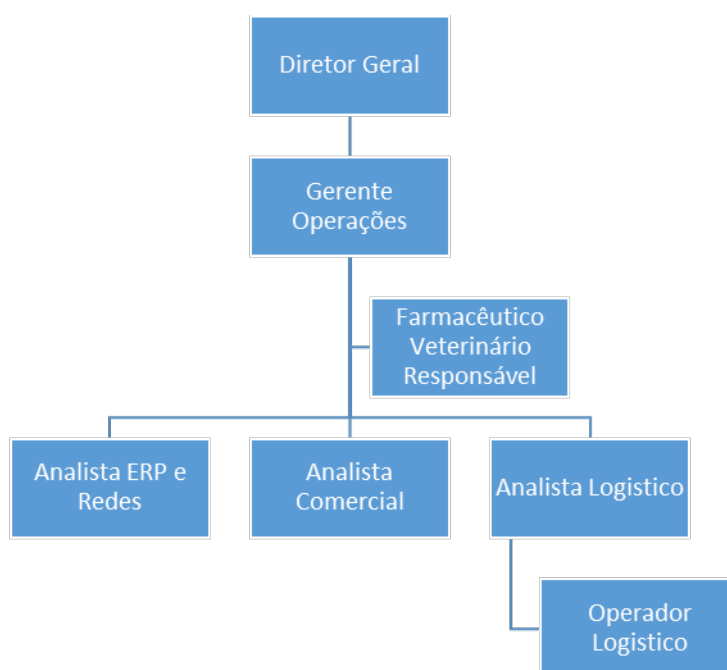 Diretor Geral
Gerente
Operações
Farmacêutico
Veterinário
Responsável
Analista ERP e
Redes
Analista
Comercial
Analista Logistico
Operador
Logistico